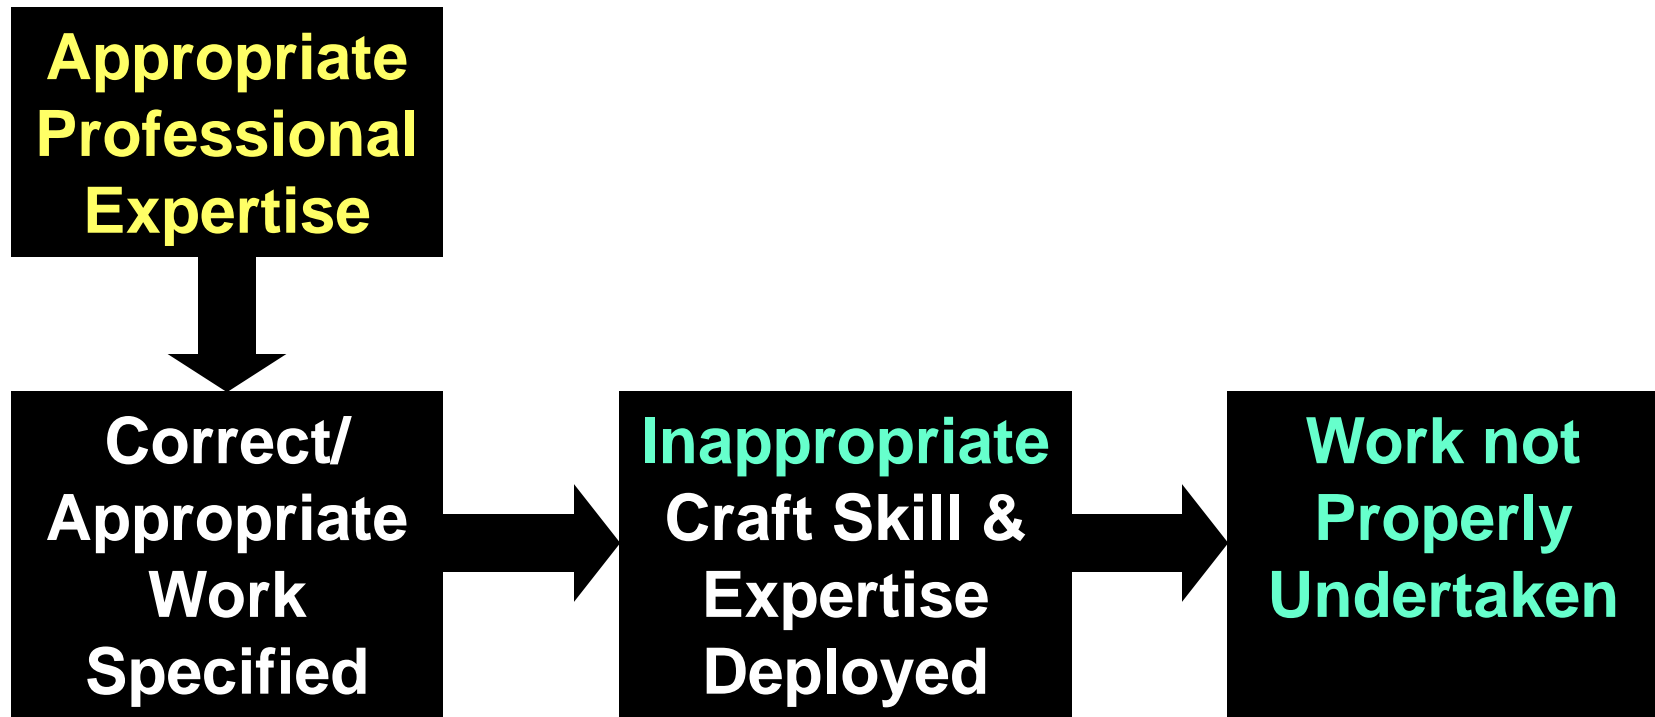 Appropriate
Professional
Expertise
Correct/
Appropriate
Work
Specified
Inappropriate
Craft Skill &
Expertise
Deployed
Work not
Properly
Undertaken